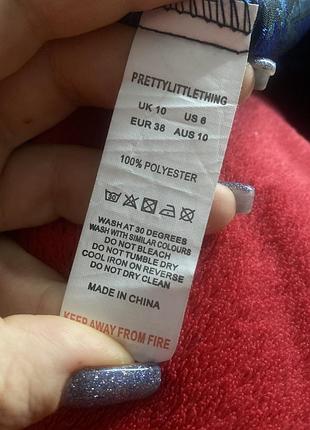 PRETTYLITTLETHING
UK 10 US 6
EUR 38 AUS 10
100% POLYESTER
WASH AT 30 DEGREES
WASH WITH SIMILAR COLOURS
DO NOT BLEACH
DO NOT TUMBLE DRY
COOL IRON ON REVERSE
DO NOT DRY CLEAN
MADE IN CHINA
KEEP AWAY FROM FIRE